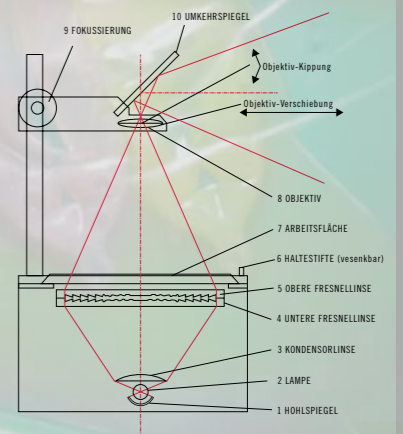 10 UMKEHRSPIEGEL
9 FOKUSSIERUNG
Objektiv-Kippung
Objektiv-Verschiebung
8 OBJEKTIV
7 ARBEITSFLÄCHE
6 HALTESTIFTE (vesenkbar)
5 OBERE FRESNELLINSE
4 UNTERE FRESNELLINSE
3 KONDENSORLINSE
2 LAMPE
1 HOHLSPIEGEL